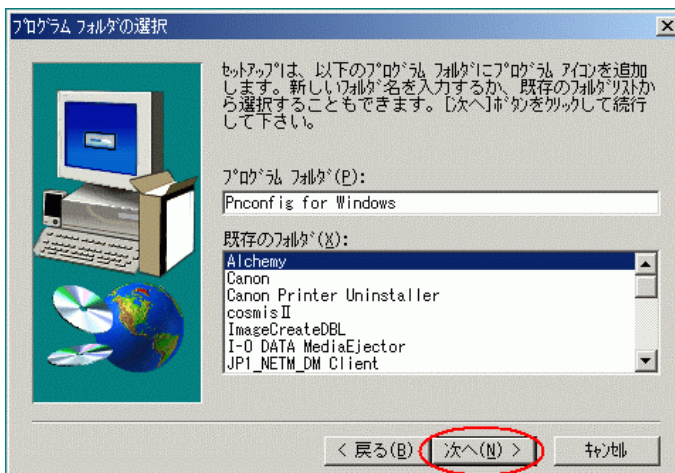 プログラム フォルダの選択
セットアップは、以下のプログラム フォルダにプログラム アイコンを追加
します。新しいフォルダ名を入力するか、既存のフォルダリストか
ら選択することもできます。[次へ]ボタンをクリックして続行
して下さい。
プログラム フォルダ(P):
Pnconfig for Windows
既存のフォルダ(X):
Alchemy
Canon
Canon Printer Uninstaller
cosmisⅡ
ImageCreateDBL
I-O DATA MediaEjector
JP1_NETM_DM Client
< 戻る(B)
次へ(N) >
キャンセル